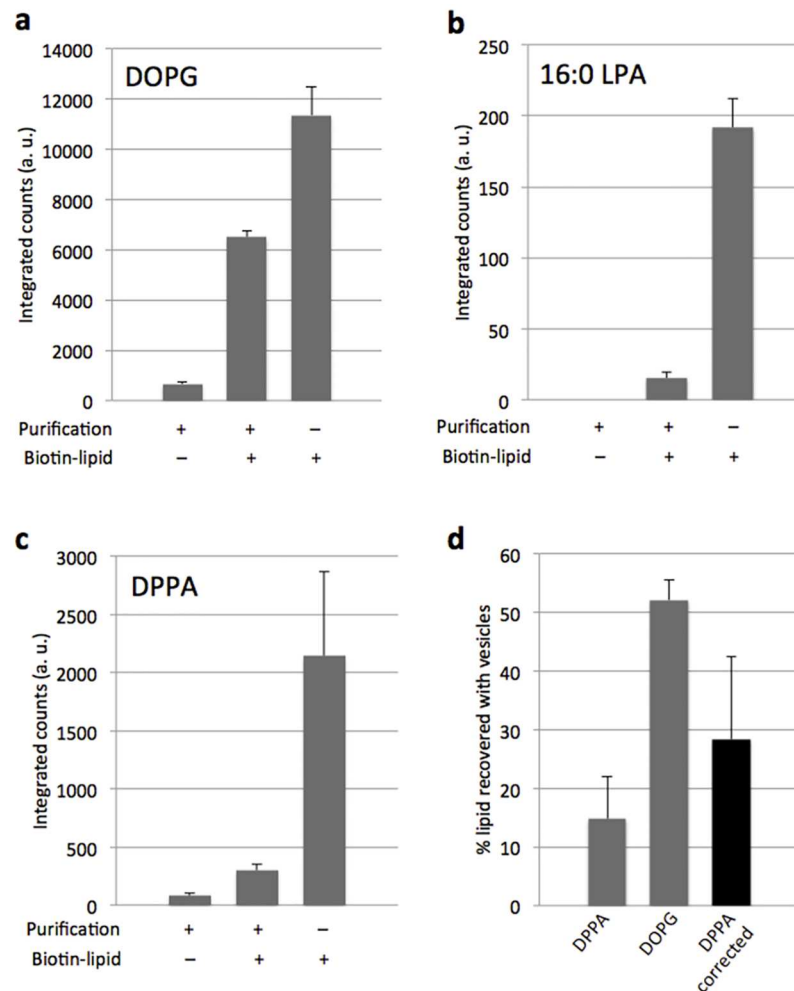 a
DOPG
Integrated counts (a. u.)
14000
12000
10000
8000
6000
4000
2000
0
Purification + + –
Biotin-lipid – + +
b
16:0 LPA
Integrated counts (a. u.)
250
200
150
100
50
0
Purification + + –
Biotin-lipid – + +
c
DPPA
Integrated counts (a. u.)
3000
2500
2000
1500
1000
500
0
Purification + + –
Biotin-lipid – + +
d
% lipid recovered with vesicles
60
50
40
30
20
10
0
DPPA
DOPG
DPPA
corrected